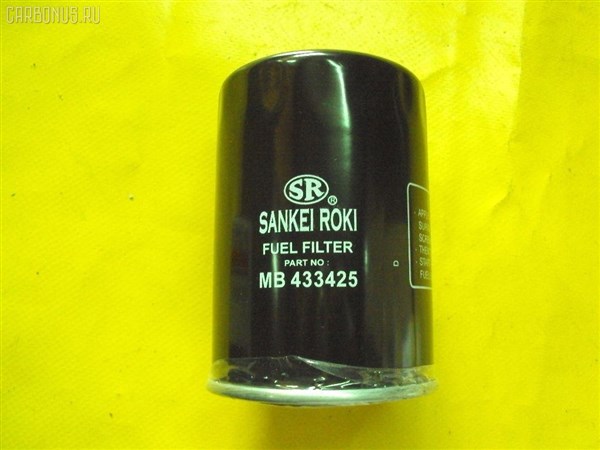 CARBONUS.RU
SR
®
SANKEI ROKI
FUEL FILTER
PART NO :
MB 433425
D